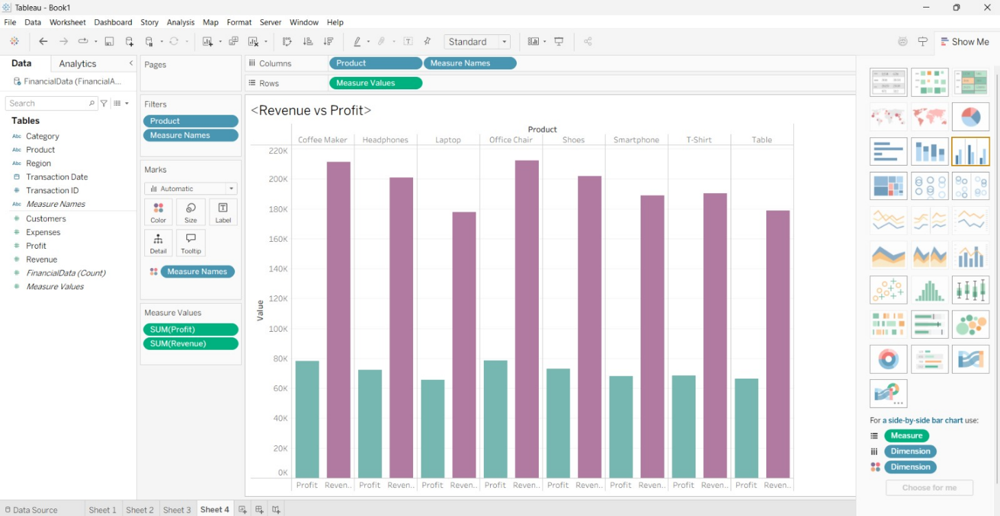 Tableau - Book1
File Data Worksheet Dashboard Story Analysis Map Format Server Window Help
Standard
Show Me
Data Analytics
FinancialData (FinancialA...
Search
Tables
Abc Category
Abc Product
Abc Region
Transaction Date
# Transaction ID
Abc Measure Names
# Customers
# Expenses
# Profit
# Revenue
# FinancialData (Count)
# Measure Values
Pages
Filters
Product
Measure Names
Marks
Automatic
Color Size Label
Detail Tooltip
Measure Names
Measure Values
SUM(Profit)
SUM(Revenue)
Columns Product Measure Names
Rows Measure Values
<Revenue vs Profit>
Product
Coffee Maker Headphones Laptop Office Chair Shoes Smartphone T-Shirt Table
220K
200K
180K
160K
140K
120K
100K
80K
60K
40K
20K
0K
Value
Profit Reven.. Profit Reven.. Profit Reven.. Profit Reven.. Profit Reven.. Profit Reven.. Profit Reven.. Profit Reven..
For a side-by-side bar chart use:
Measure
Dimension
Dimension
Choose for me
Data Source Sheet 1 Sheet 2 Sheet 3 Sheet 4